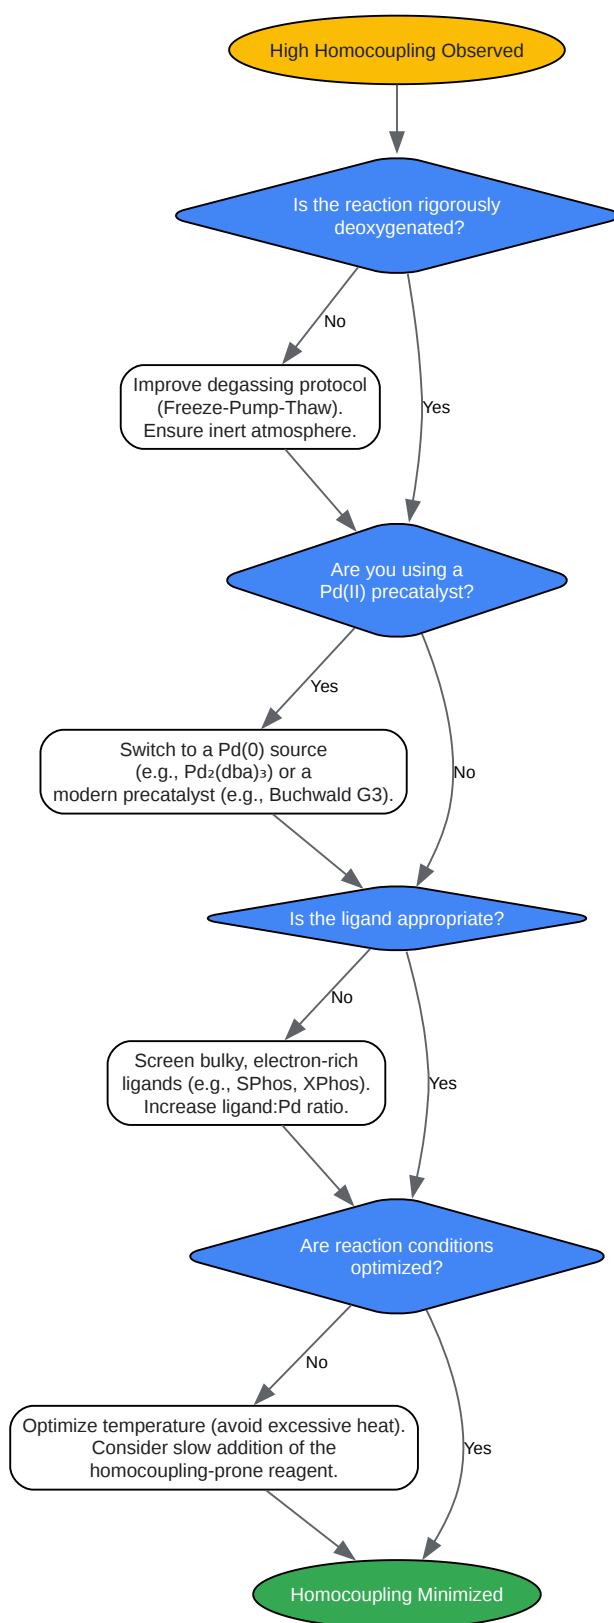 High Homocoupling Observed
Is the reaction rigorously
deoxygenated?
No
Improve degassing protocol
(Freeze-Pump-Thaw).
Ensure inert atmosphere.
Yes
Are you using a
Pd(II) precatalyst?
Yes
Switch to a Pd(0) source
(e.g., Pd₂(dba)₃) or a
modern precatalyst (e.g., Buchwald G3).
No
Is the ligand appropriate?
No
Screen bulky, electron-rich
ligands (e.g., SPhos, XPhos).
Increase ligand:Pd ratio.
Yes
Are reaction conditions
optimized?
No
Optimize temperature (avoid excessive heat).
Consider slow addition of the
homocoupling-prone reagent.
Yes
Homocoupling Minimized